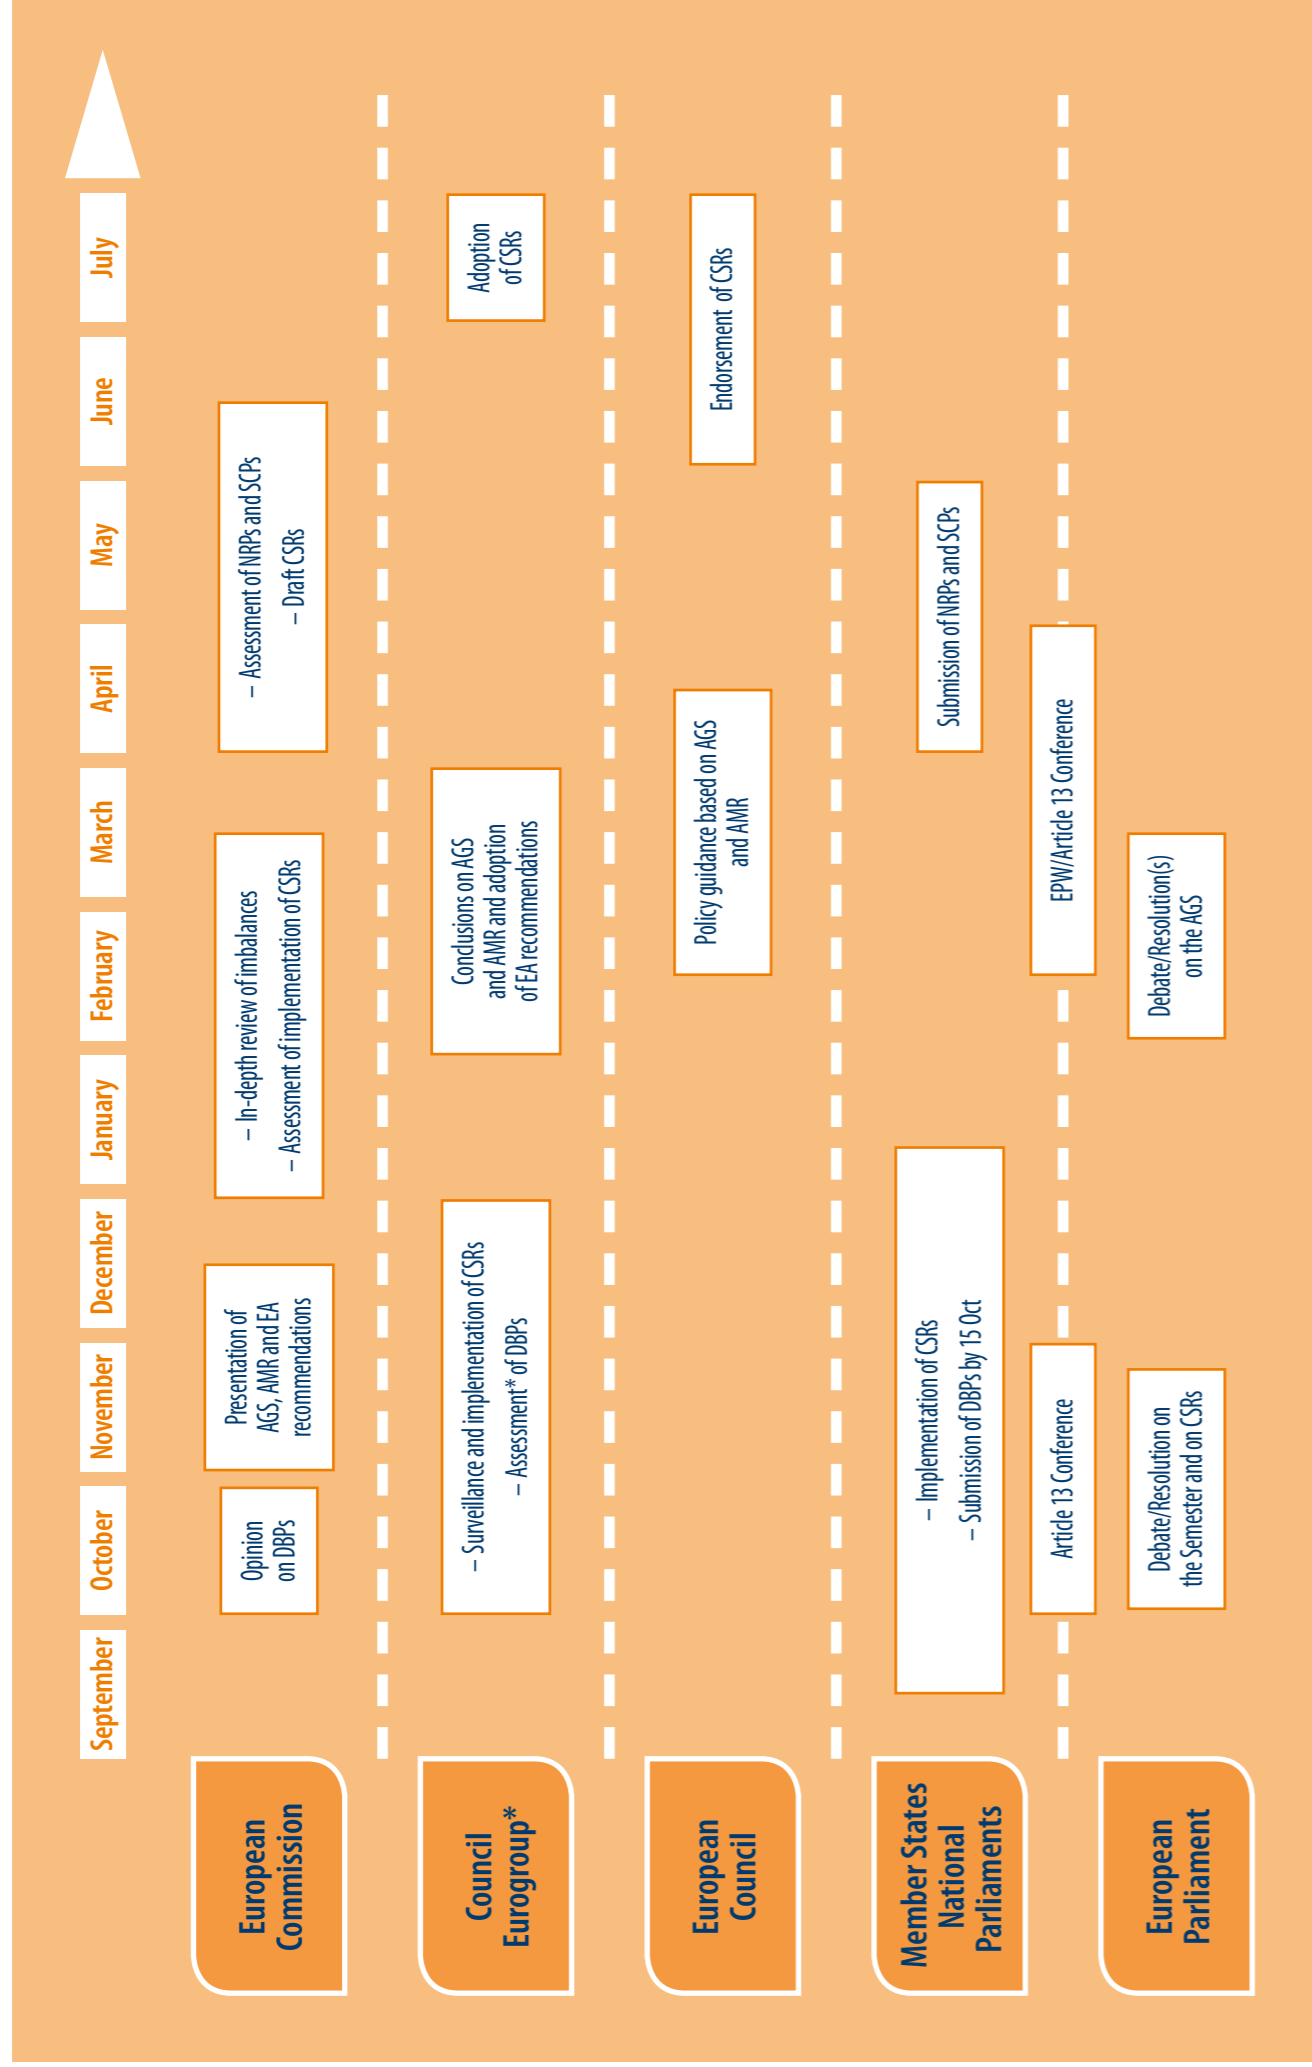 September
October
November
December
January
February
March
April
May
June
July
European
Commission
Opinion
on DBPs
Presentation of
AGS, AMR and EA
recommendations
– In-depth review of imbalances
– Assessment of implementation of CSRs
– Assessment of NRPs and SCPs
– Draft CSRs
Council
Eurogroup*
– Surveillance and implementation of CSRs
– Assessment* of DBPs
Conclusions on AGS
and AMR and adoption
of EA recommendations
Adoption
of CSRs
European
Council
Policy guidance based on AGS
and AMR
Endorsement of CSRs
Member States
National
Parliaments
– Implementation of CSRs
– Submission of DBPs by 15 Oct
Submission of NRPs and SCPs
Article 13 Conference
EPW/Article 13 Conference
European
Parliament
Debate/Resolution on
the Semester and on CSRs
Debate/Resolution(s)
on the AGS